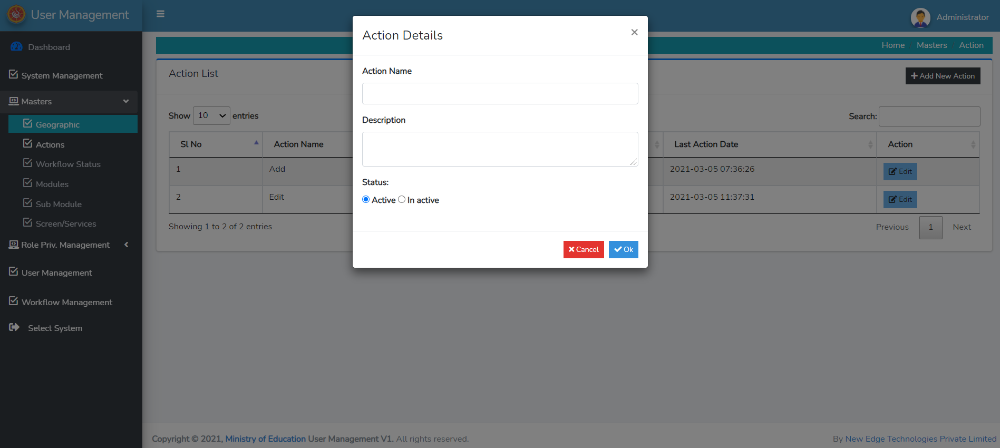 User Management
Administrator
Dashboard
System Management
Masters
Geographic
Actions
Workflow Status
Modules
Sub Module
Screen/Services
Role Priv. Management
User Management
Workflow Management
Select System
Home / Masters / Action
Action List
Add New Action
Show 10 entries
Search:
Sl No Action Name Last Action Date Action
1 Add 2021-03-05 07:36:26 Edit
2 Edit 2021-03-05 11:37:31 Edit
Showing 1 to 2 of 2 entries
Previous 1 Next
Action Details ×
Action Name
Description
Status:
Active In active
Cancel Ok
Copyright © 2021, Ministry of Education User Management V1. All rights reserved.
By New Edge Technologies Private Limited